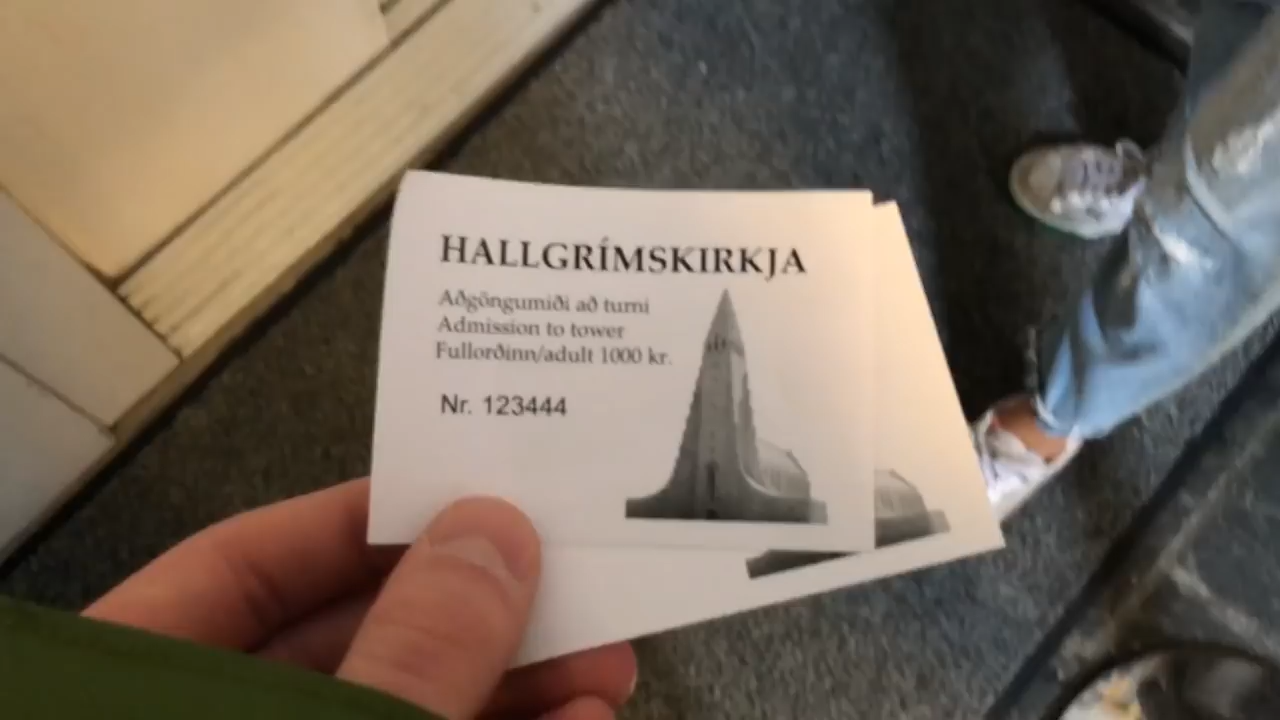 HALLGRÍMSKIRKJA
Aðgöngumiði að turni
Admission to tower
Fullorðinn/adult 1000 kr.
Nr. 123444